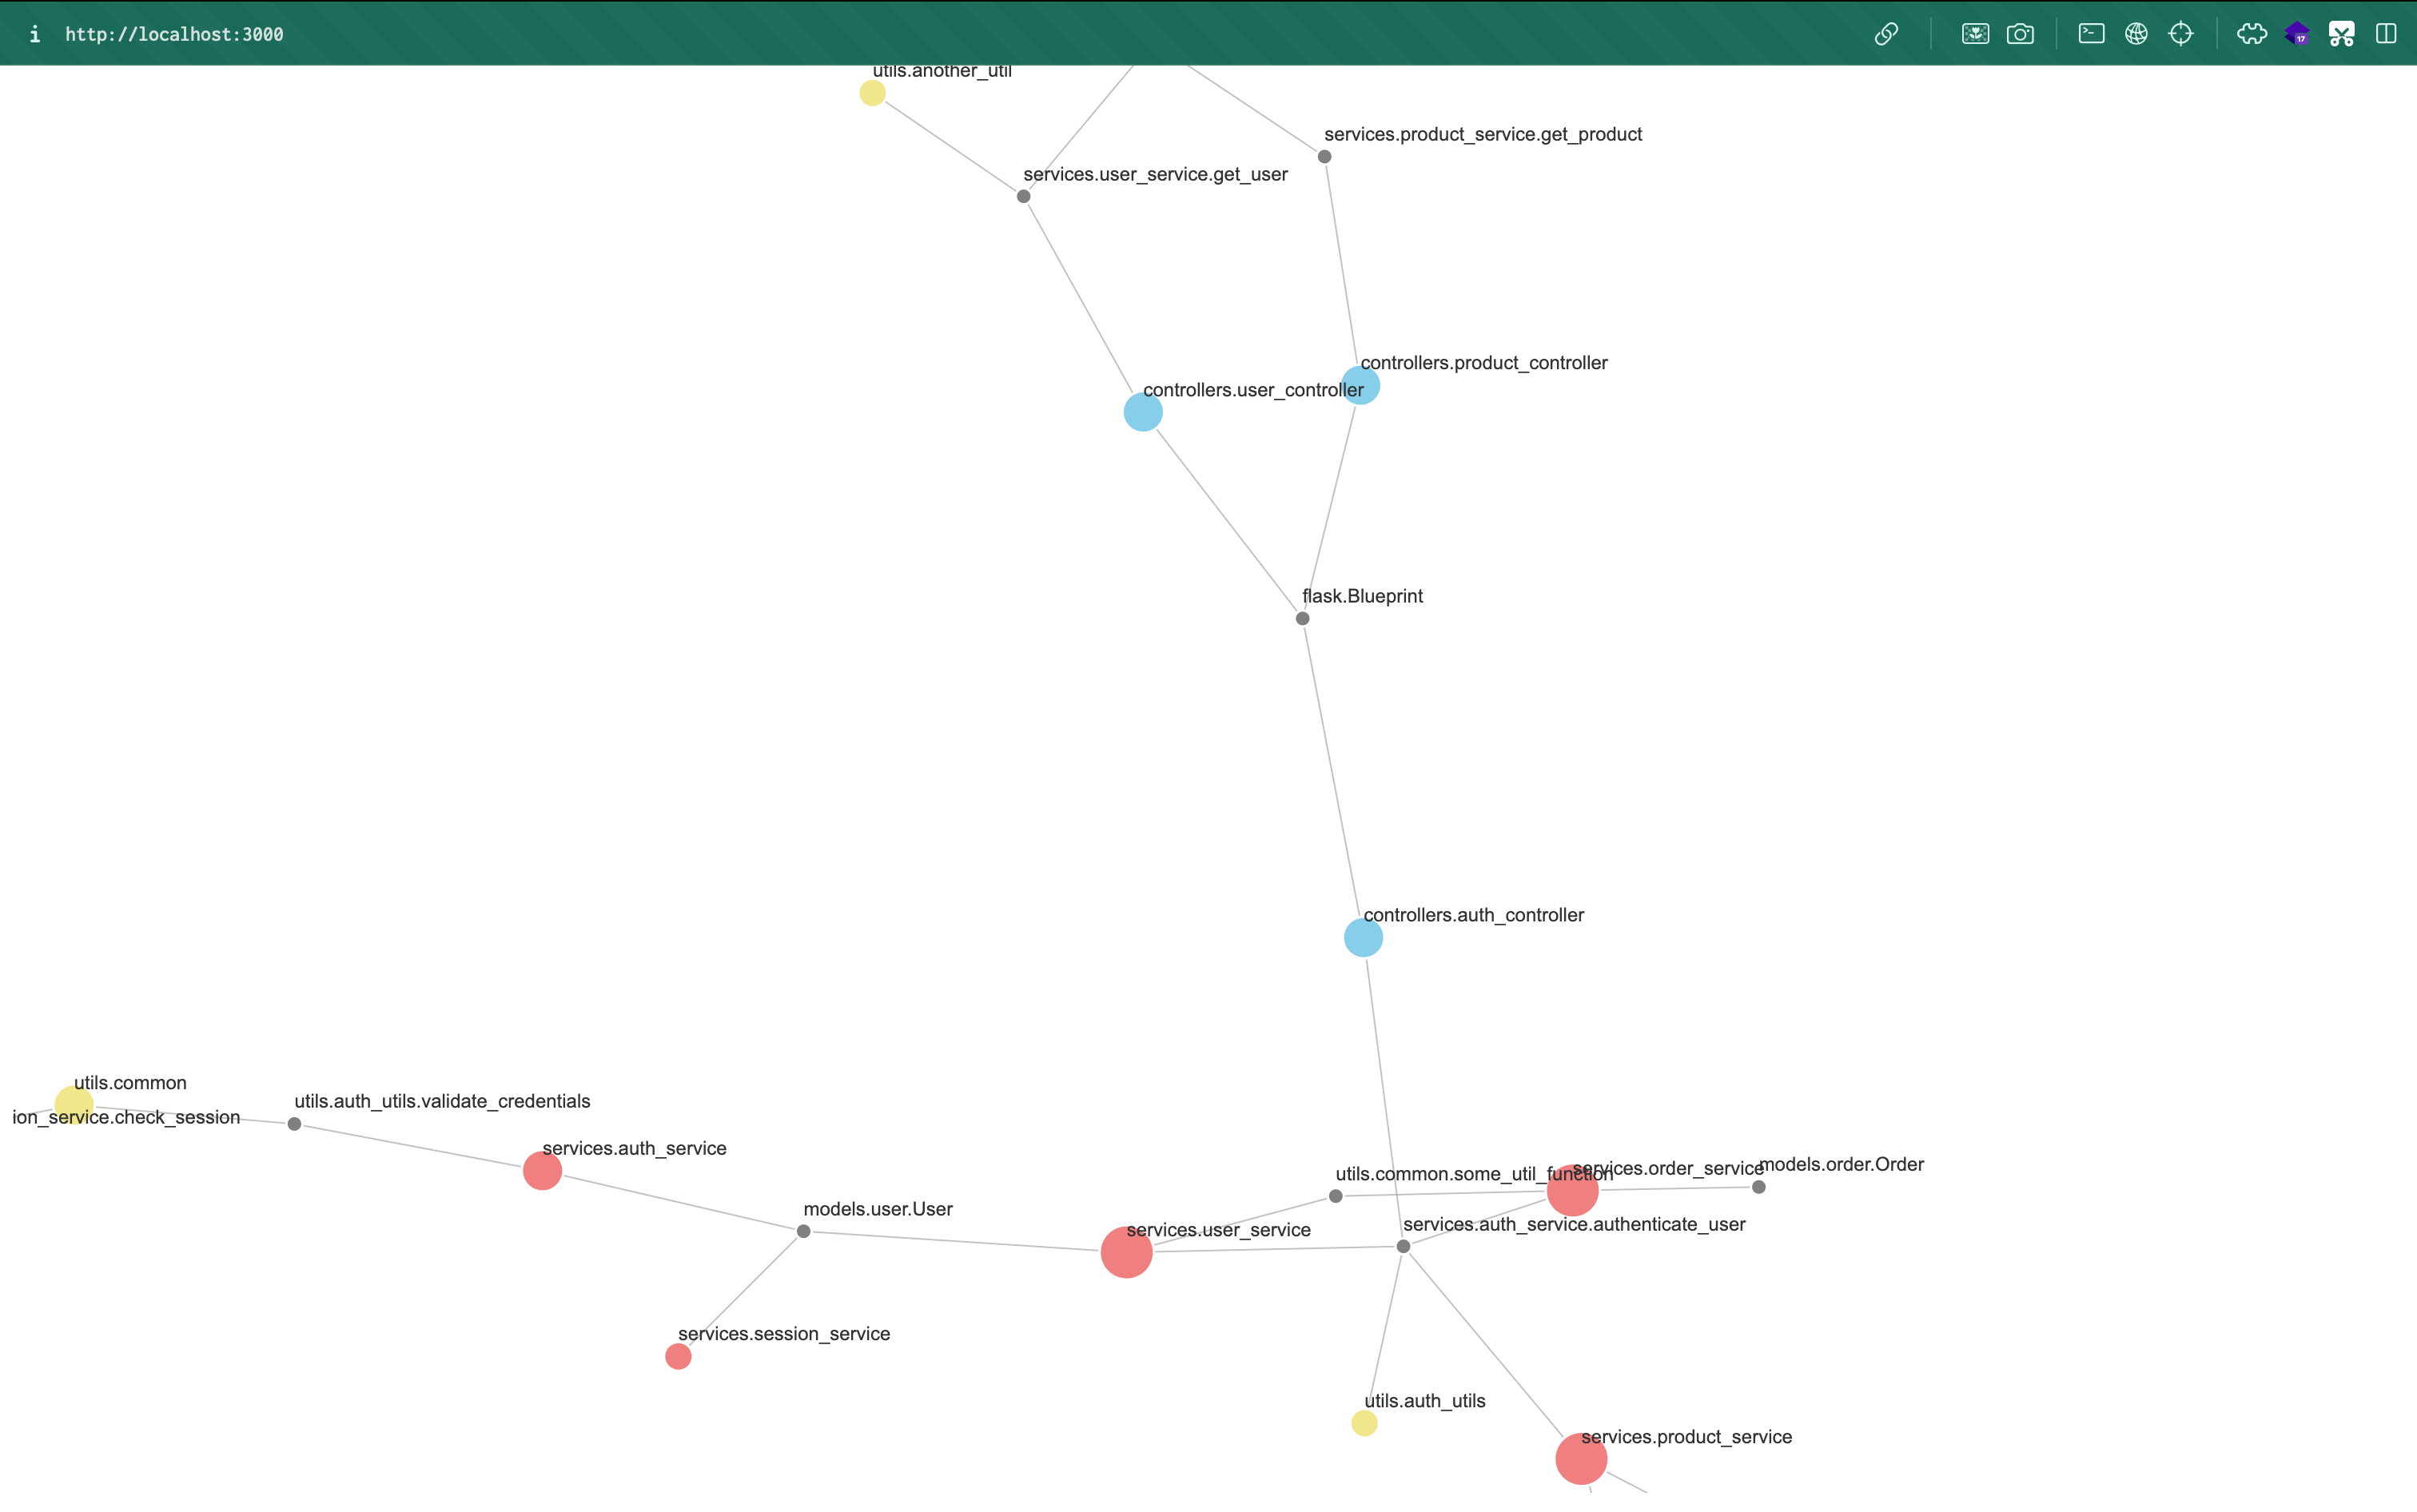 i http://localhost:3000
17
utils.another_util
services.product_service.get_product
services.user_service.get_user
controllers.product_controller
controllers.user_controller
flask.Blueprint
controllers.auth_controller
utils.common
utils.auth_utils.validate_credentials
ion_service.check_session
services.auth_service
utils.common.some_util_function
services.order_service
models.order.Order
models.user.User
services.user_service
services.auth_service.authenticate_user
services.session_service
utils.auth_utils
services.product_service